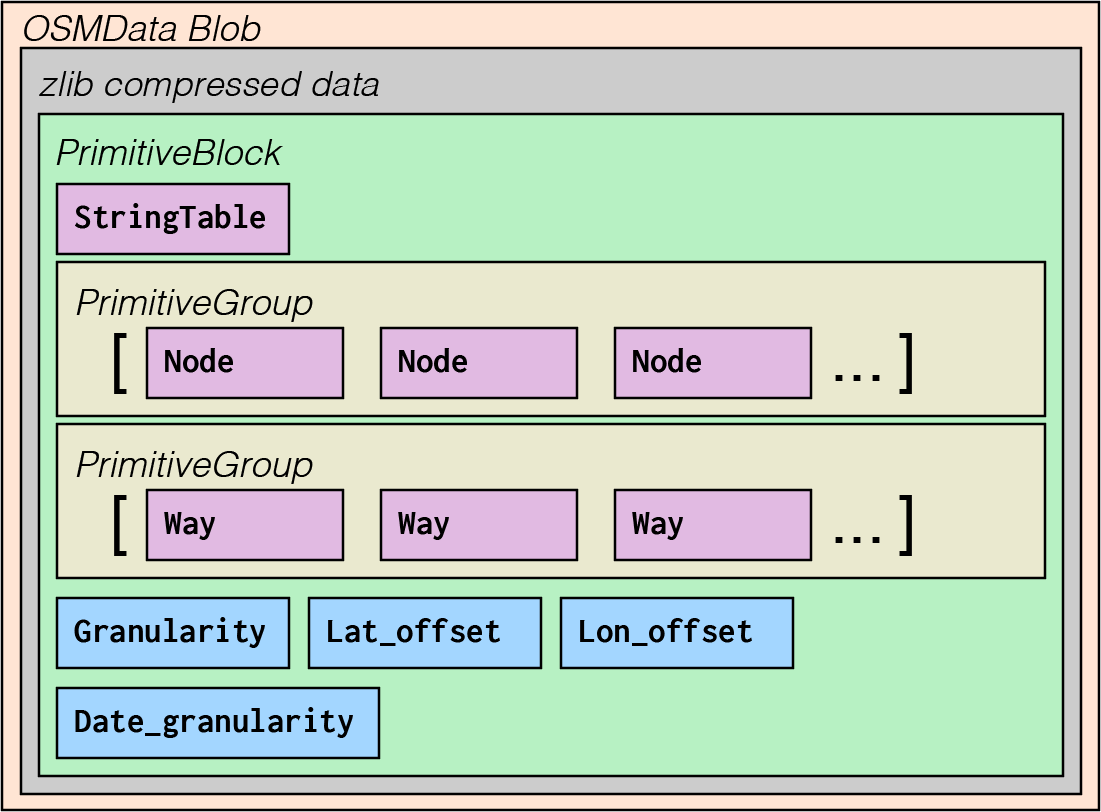 OSMData Blob
zlib compressed data
PrimitiveBlock
StringTable
PrimitiveGroup
[ Node Node Node ... ]
PrimitiveGroup
[ Way Way Way ... ]
Granularity Lat_offset Lon_offset
Date_granularity